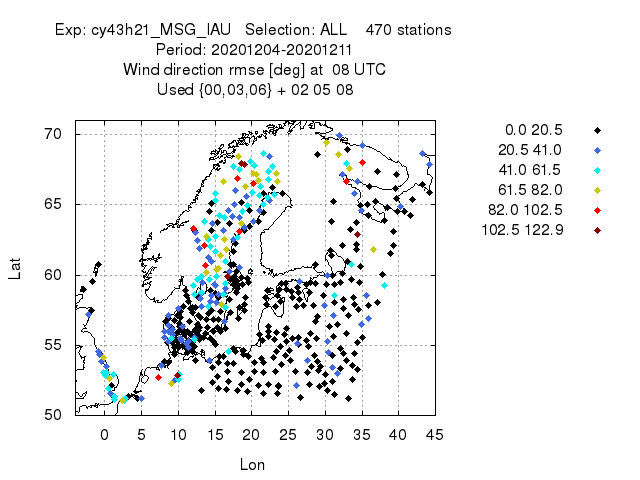 Exp: cy43h21_MSG_IAU Selection: ALL 470 stations
Period: 20201204-20201211
Wind direction rmse [deg] at 08 UTC
Used {00,03,06} + 02 05 08
0.0 20.5
20.5 41.0
41.0 61.5
61.5 82.0
82.0 102.5
102.5 122.9
Lat
70
65
60
55
50
0 5 10 15 20 25 30 35 40 45
Lon